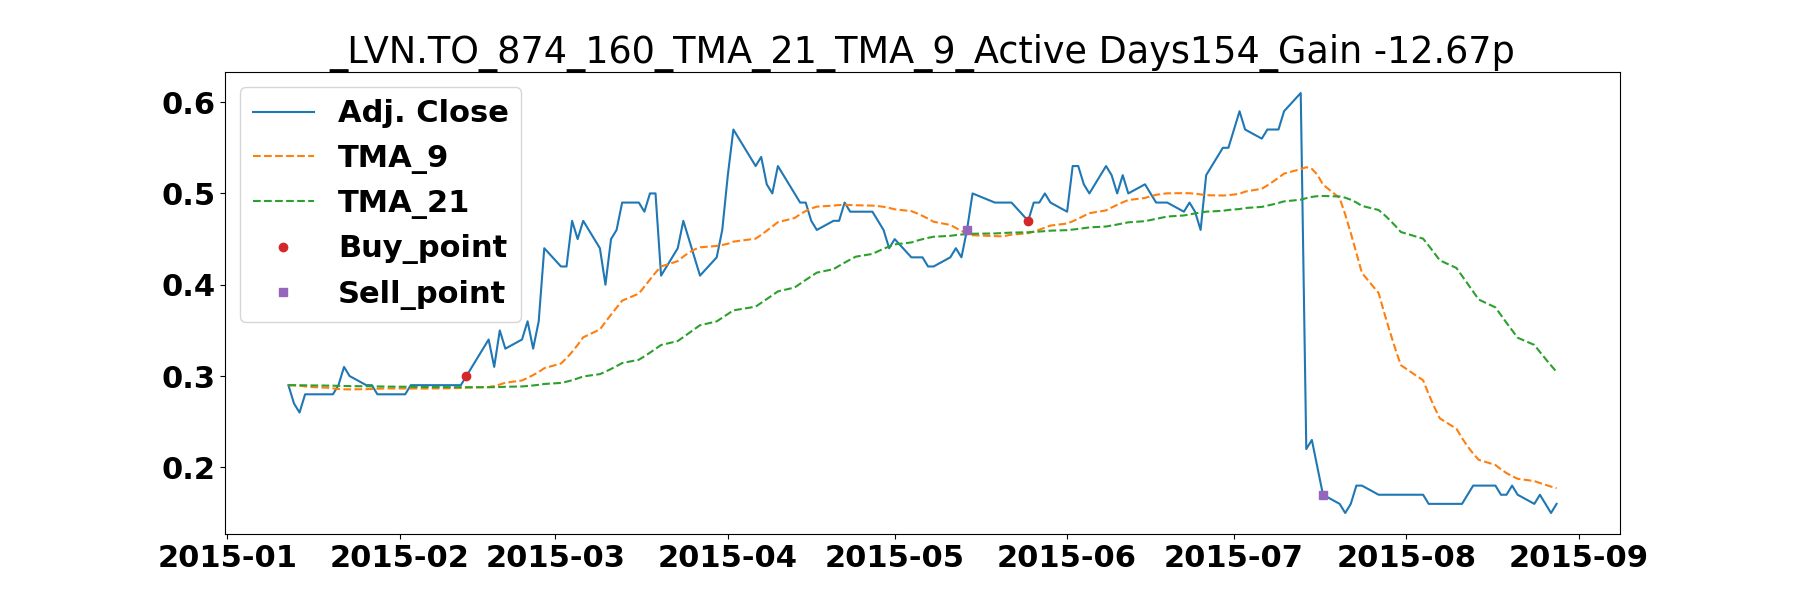 _LVN.TO_874_160_TMA_21_TMA_9_Active Days154_Gain -12.67p
0.6
0.5
0.4
0.3
0.2
Adj. Close
TMA_9
TMA_21
Buy_point
Sell_point
2015-01 2015-02 2015-03 2015-04 2015-05 2015-06 2015-07 2015-08 2015-09